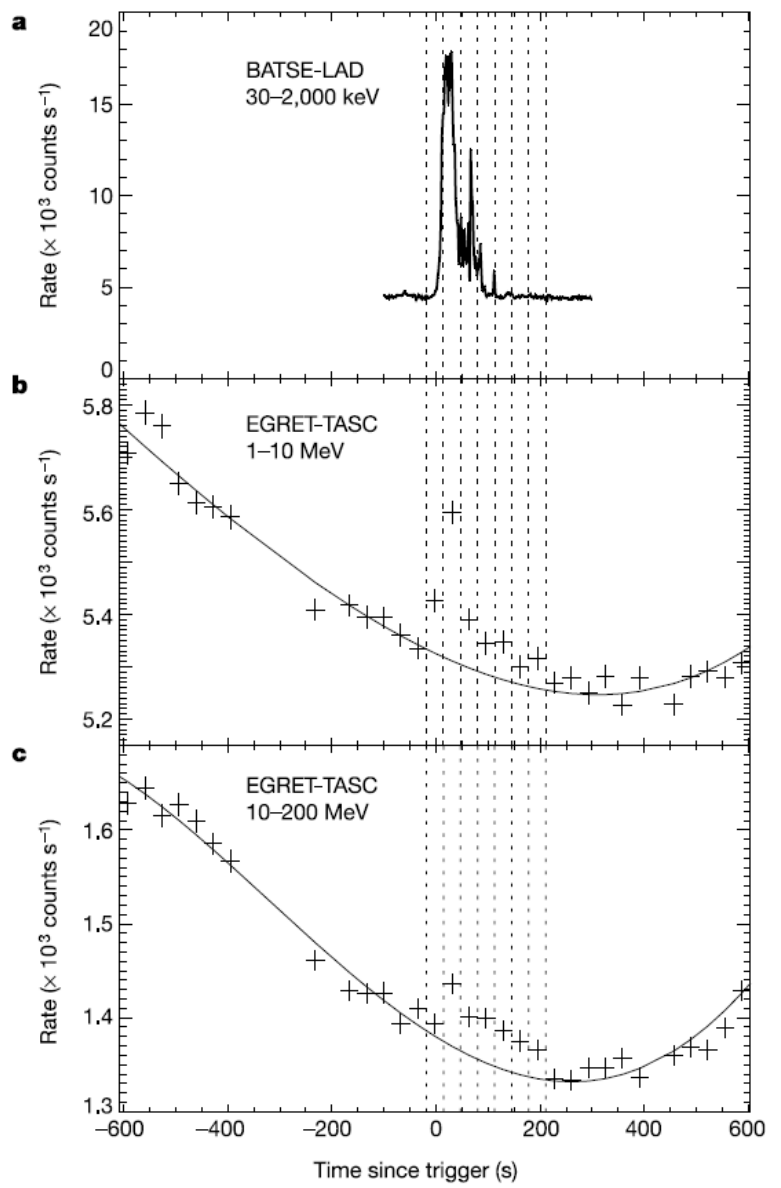 a
BATSE-LAD
30–2,000 keV
Rate (× 10³ counts s⁻¹)
20
15
10
5
0
b
EGRET-TASC
1–10 MeV
Rate (× 10³ counts s⁻¹)
5.8
5.6
5.4
5.2
c
EGRET-TASC
10–200 MeV
Rate (× 10³ counts s⁻¹)
1.6
1.5
1.4
1.3
–600 –400 –200 0 200 400 600
Time since trigger (s)